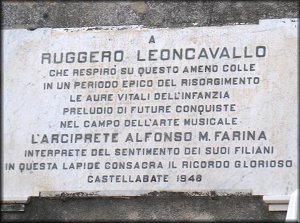 A
RUGGERO LEONCAVALLO
CHE RESPIRÒ SU QUESTO AMENO COLLE
IN UN PERIODO EPICO DEL RISORGIMENTO
LE AURE VITALI DELL'INFANZIA
PRELUDIO DI FUTURE CONQUISTE
NEL CAMPO DELL'ARTE MUSICALE
L'ARCIPRETE ALFONSO M. FARINA
INTERPRETE DEL SENTIMENTO DEI SUOI FILIANI
IN QUESTA LAPIDE CONSACRA IL RICORDO GLORIOSO
CASTELLABATE 1948